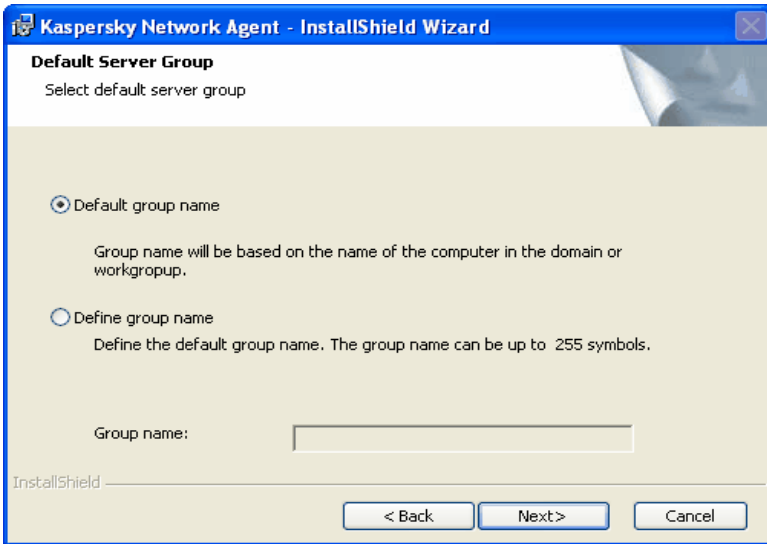 Kaspersky Network Agent - InstallShield Wizard
Default Server Group
Select default server group
Default group name
Group name will be based on the name of the computer in the domain or
workgropup.
Define group name
Define the default group name. The group name can be up to 255 symbols.
Group name:
InstallShield
< Back Next> Cancel